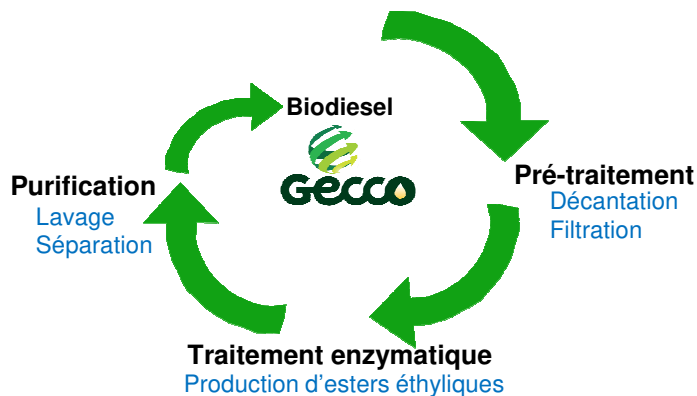 Biodiesel
GECCO
Purification
Lavage
Séparation
Pré-traitement
Décantation
Filtration
Traitement enzymatique
Production d'esters éthyliques